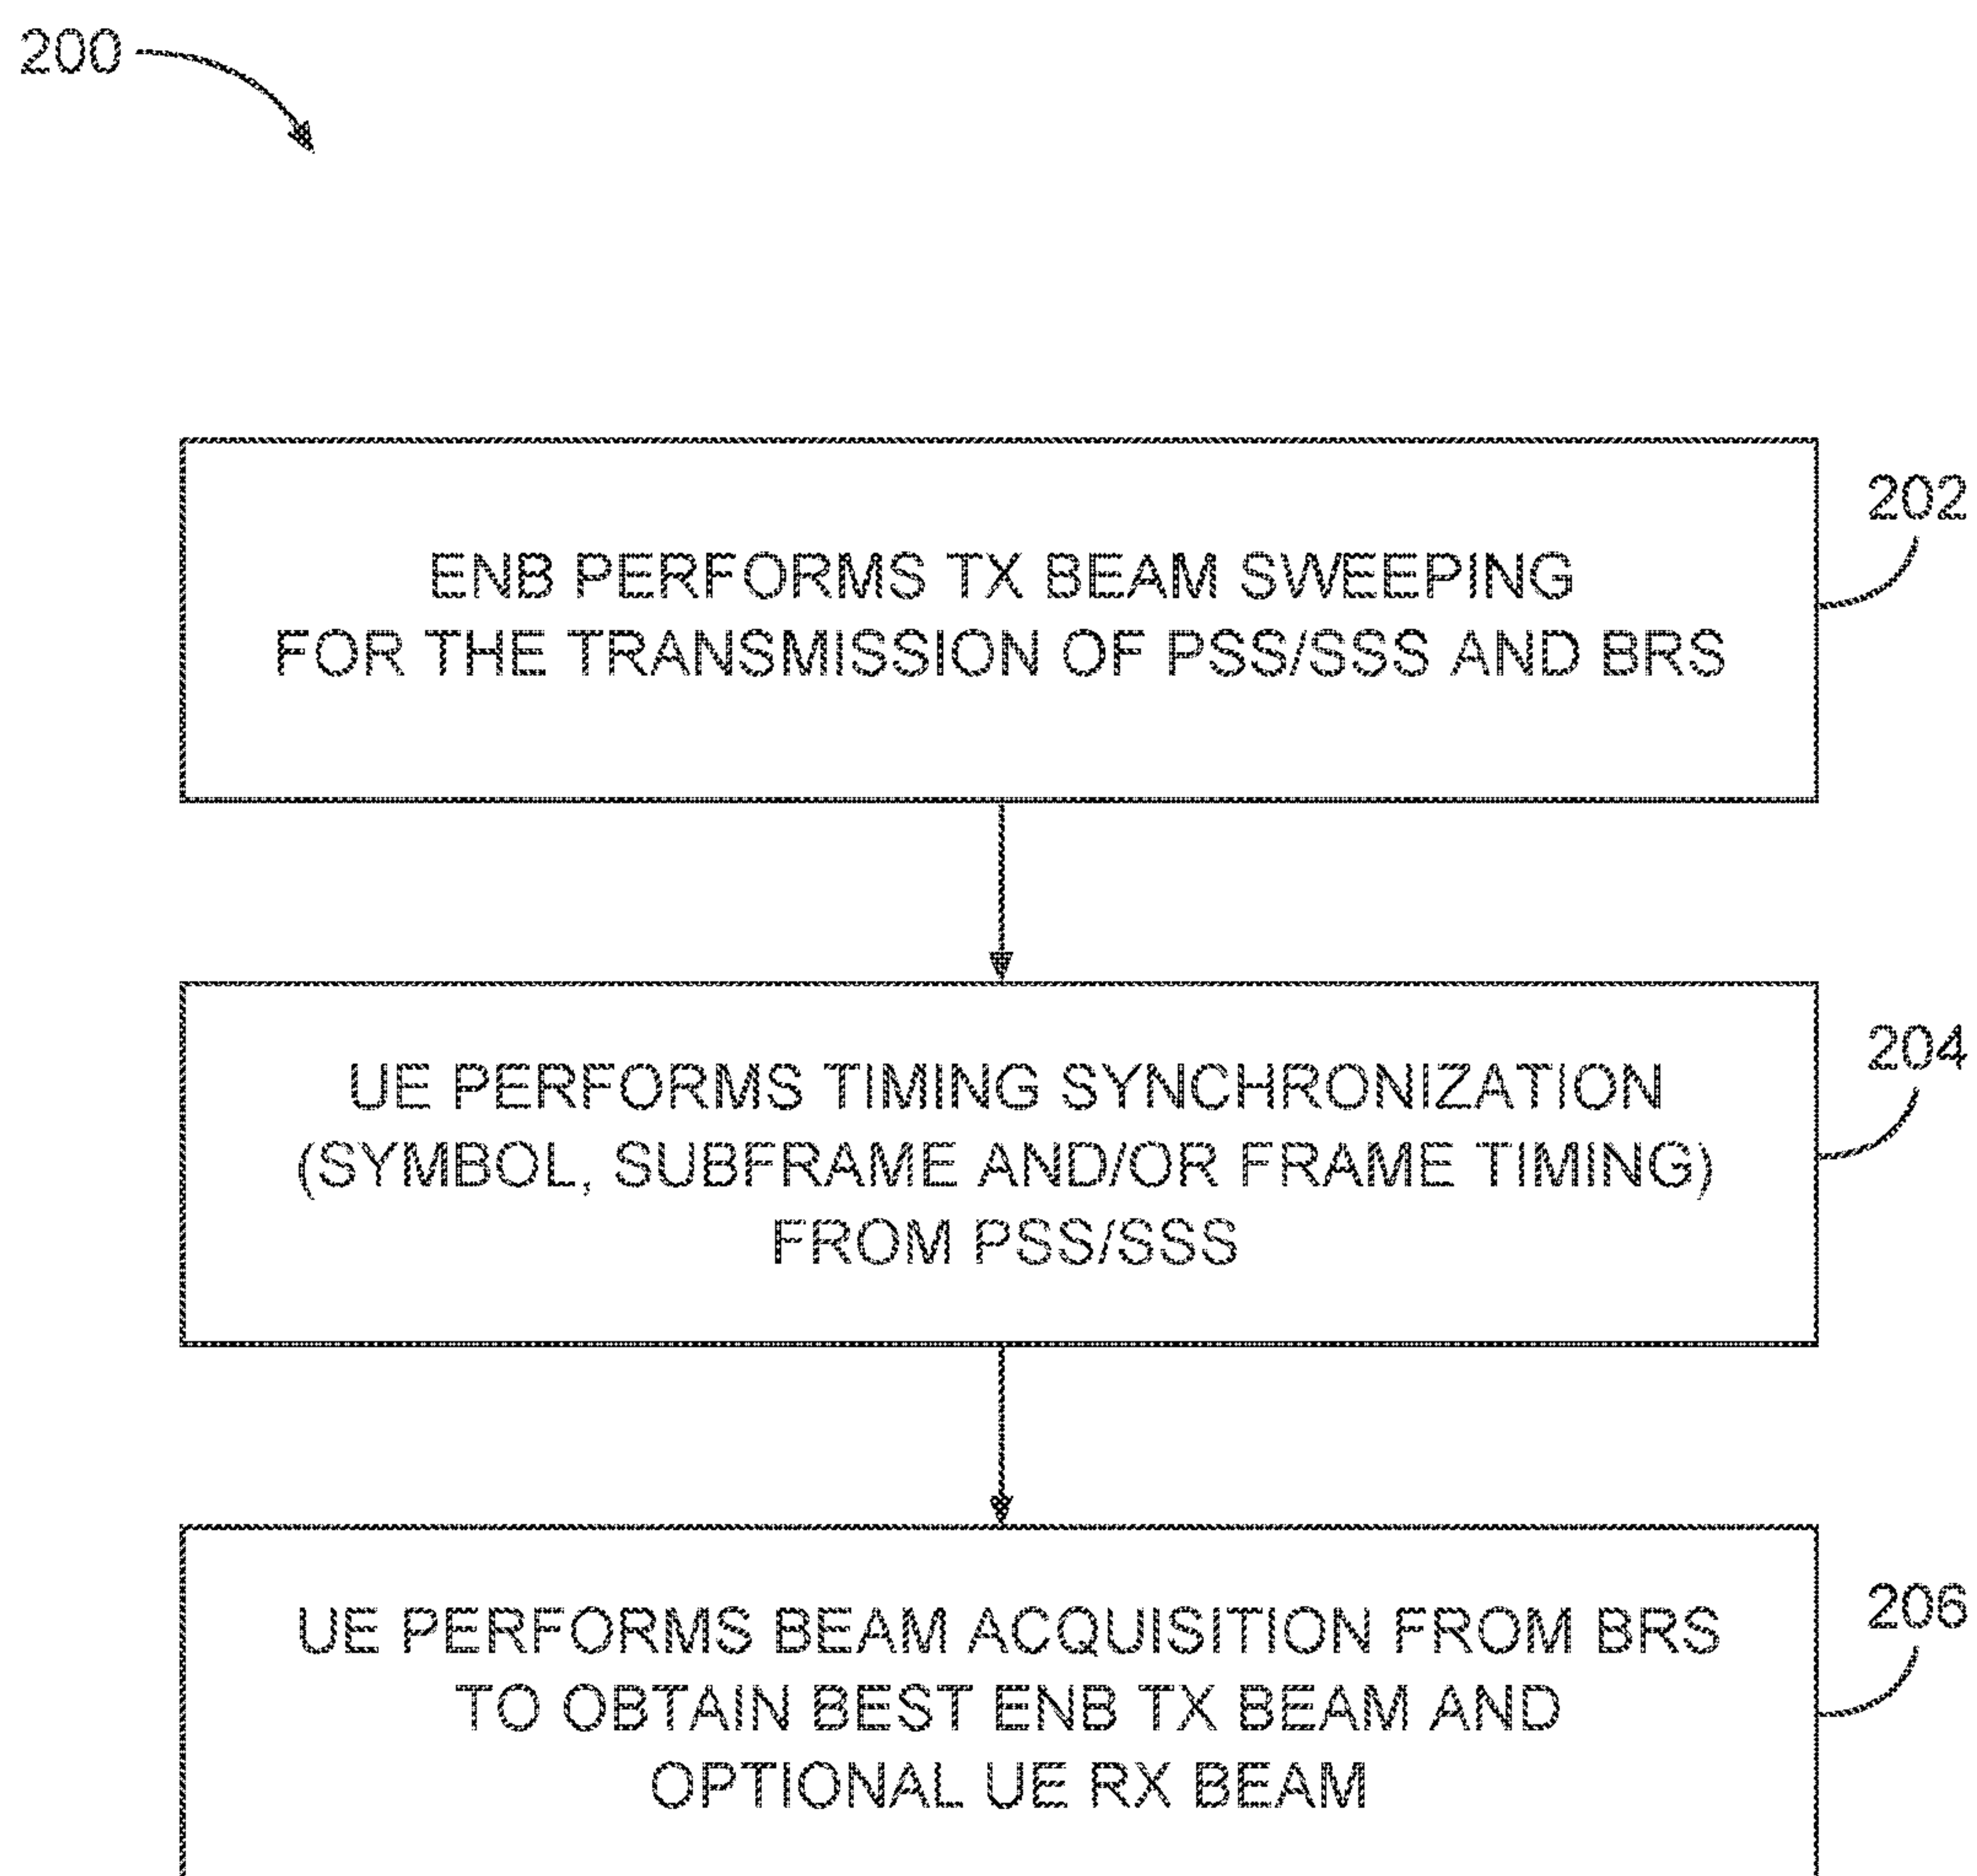 200
202
ENB PERFORMS TX BEAM SWEEPING
FOR THE TRANSMISSION OF PSS/SSS AND BRS
204
UE PERFORMS TIMING SYNCHRONIZATION
(SYMBOL, SUBFRAME AND/OR FRAME TIMING)
FROM PSS/SSS
206
UE PERFORMS BEAM ACQUISITION FROM BRS
TO OBTAIN BEST ENB TX BEAM AND
OPTIONAL UE RX BEAM